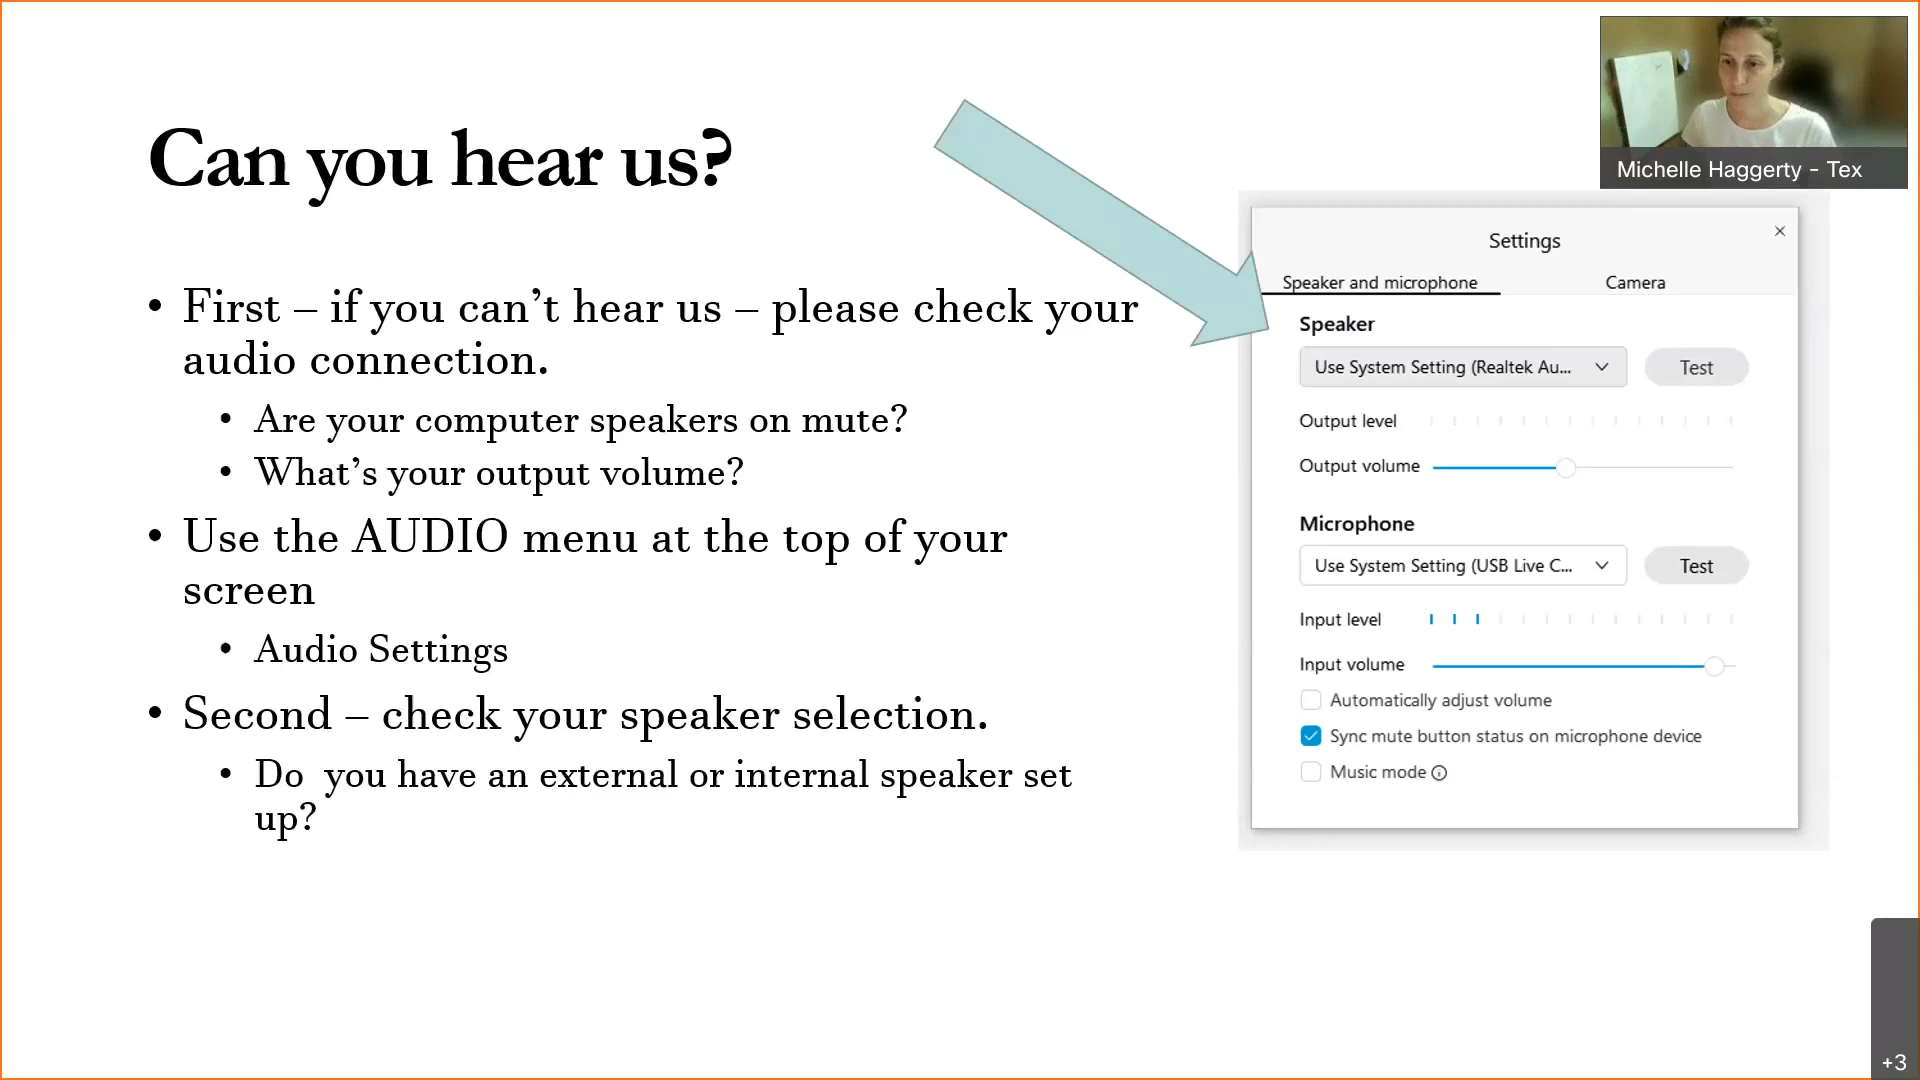 Can you hear us?
• First – if you can’t hear us – please check your
audio connection.
• Are your computer speakers on mute?
• What’s your output volume?
• Use the AUDIO menu at the top of your
screen
• Audio Settings
• Second – check your speaker selection.
• Do  you have an external or internal speaker set
up?
Michelle Haggerty - Tex
Settings
Speaker and microphone
Camera
Speaker
Use System Setting (Realtek Au...
Test
Output level
Output volume
Microphone
Use System Setting (USB Live C...
Test
Input level
Input volume
Automatically adjust volume
Sync mute button status on microphone device
Music mode
+3